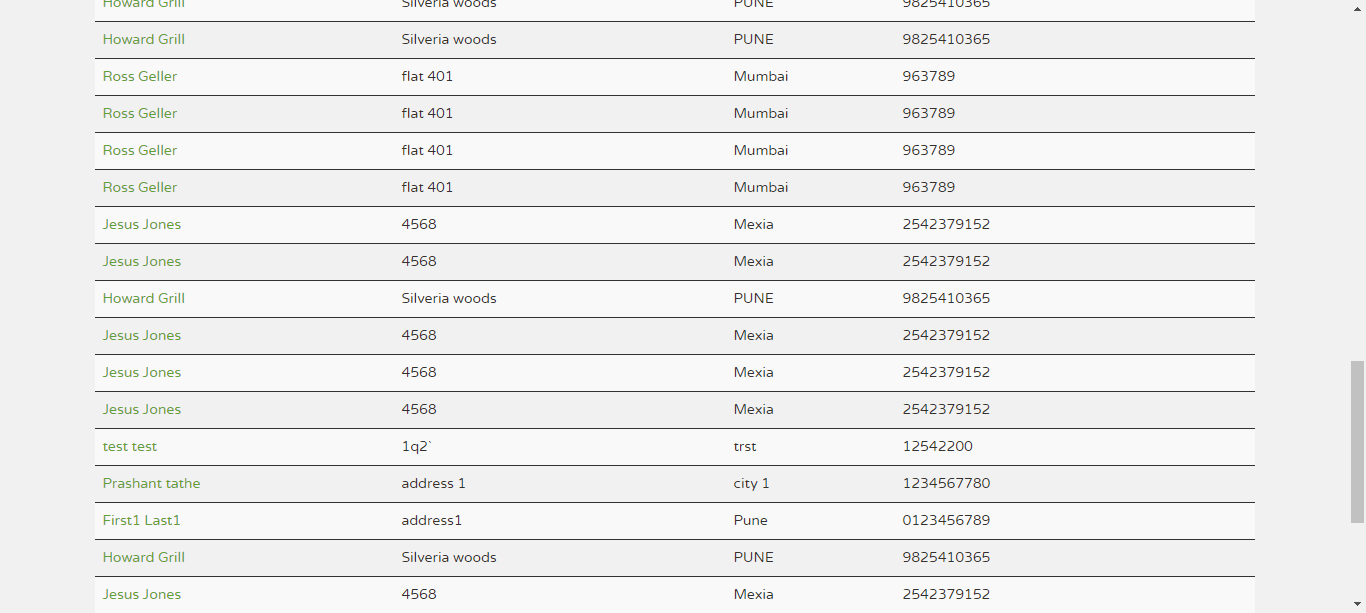 Howard Grill Silveria woods PUNE 9825410365
Howard Grill Silveria woods PUNE 9825410365
Ross Geller flat 401 Mumbai 963789
Ross Geller flat 401 Mumbai 963789
Ross Geller flat 401 Mumbai 963789
Ross Geller flat 401 Mumbai 963789
Jesus Jones 4568 Mexia 2542379152
Jesus Jones 4568 Mexia 2542379152
Howard Grill Silveria woods PUNE 9825410365
Jesus Jones 4568 Mexia 2542379152
Jesus Jones 4568 Mexia 2542379152
Jesus Jones 4568 Mexia 2542379152
test test 1q2` trst 12542200
Prashant tathe address 1 city 1 1234567780
First1 Last1 address1 Pune 0123456789
Howard Grill Silveria woods PUNE 9825410365
Jesus Jones 4568 Mexia 2542379152